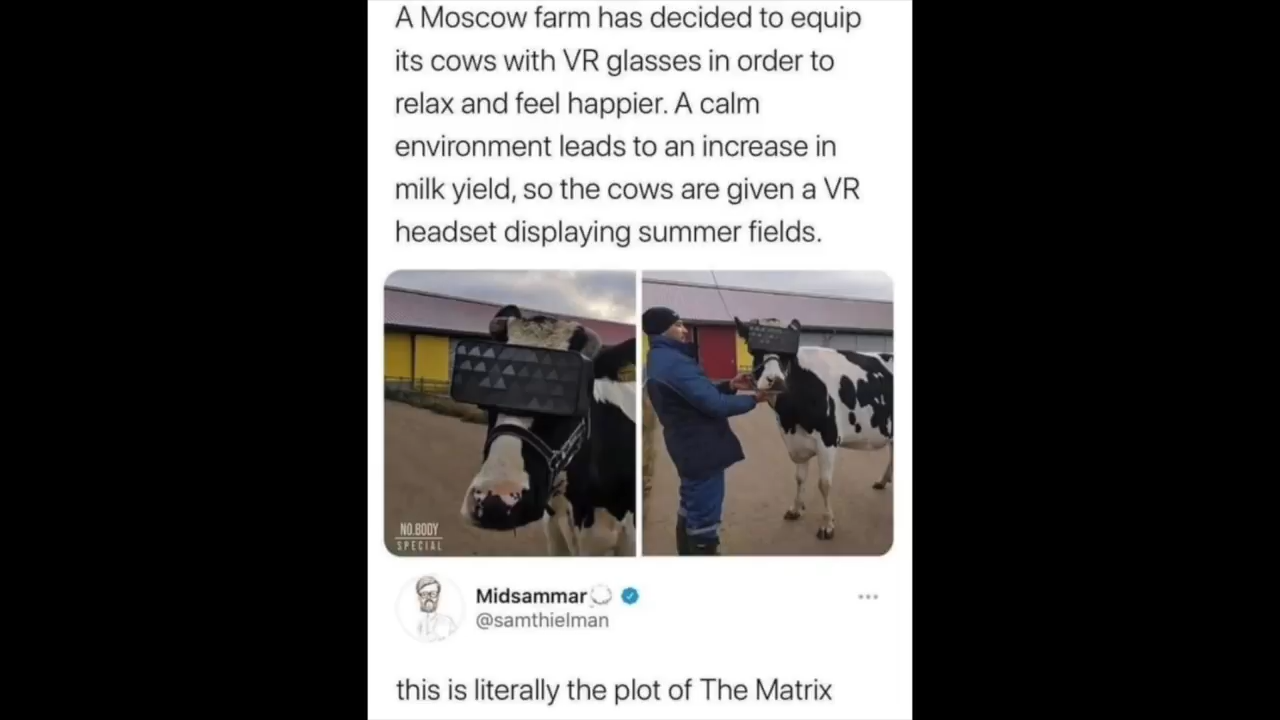 A Moscow farm has decided to equip
its cows with VR glasses in order to
relax and feel happier. A calm
environment leads to an increase in
milk yield, so the cows are given a VR
headset displaying summer fields.
NO.BODY
SPECIAL
Midsammar
@samthielman
this is literally the plot of The Matrix